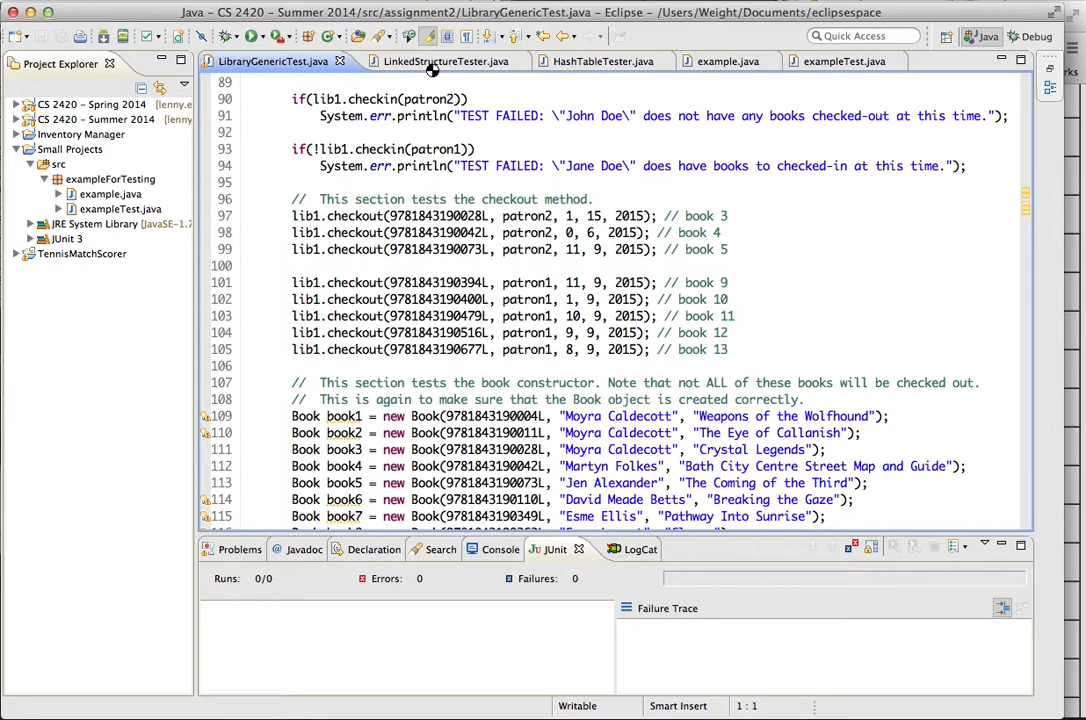 Java - CS 2420 - Summer 2014/src/assignment2/LibraryGenericTest.java - Eclipse - /Users/Weight/Documents/eclipsespace
Quick Access
Java
Debug
Project Explorer
CS 2420 - Spring 2014 [lenny.e
CS 2420 - Summer 2014 [lenny.
Inventory Manager
Small Projects
src
exampleForTesting
example.java
exampleTest.java
JRE System Library [JavaSE-1.7
JUnit 3
TennisMatchScorer
LibraryGenericTest.java
LinkedStructureTester.java
HashTableTester.java
example.java
exampleTest.java
89
90 if(lib1.checkin(patron2))
91 System.err.println("TEST FAILED: \"John Doe\" does not have any books checked-out at this time.");
92
93 if(!lib1.checkin(patron1))
94 System.err.println("TEST FAILED: \"Jane Doe\" does have books to checked-in at this time.");
95
96 // This section tests the checkout method.
97 lib1.checkout(9781843190028L, patron2, 1, 15, 2015); // book 3
98 lib1.checkout(9781843190042L, patron2, 0, 6, 2015); // book 4
99 lib1.checkout(9781843190073L, patron2, 11, 9, 2015); // book 5
100
101 lib1.checkout(9781843190394L, patron1, 11, 9, 2015); // book 9
102 lib1.checkout(9781843190400L, patron1, 1, 9, 2015); // book 10
103 lib1.checkout(9781843190479L, patron1, 10, 9, 2015); // book 11
104 lib1.checkout(9781843190516L, patron1, 9, 9, 2015); // book 12
105 lib1.checkout(9781843190677L, patron1, 8, 9, 2015); // book 13
106
107 // This section tests the book constructor. Note that not ALL of these books will be checked out.
108 // This is again to make sure that the Book object is created correctly.
109 Book book1 = new Book(9781843190004L, "Moyra Caldecott", "Weapons of the Wolfhound");
110 Book book2 = new Book(9781843190011L, "Moyra Caldecott", "The Eye of Callanish");
111 Book book3 = new Book(9781843190028L, "Moyra Caldecott", "Crystal Legends");
112 Book book4 = new Book(9781843190042L, "Martyn Folkes", "Bath City Centre Street Map and Guide");
113 Book book5 = new Book(9781843190073L, "Jen Alexander", "The Coming of the Third");
114 Book book6 = new Book(9781843190110L, "David Meade Betts", "Breaking the Gaze");
115 Book book7 = new Book(9781843190349L, "Esme Ellis", "Pathway Into Sunrise");
Problems
Javadoc
Declaration
Search
Console
JUnit
LogCat
Runs: 0/0
Errors: 0
Failures: 0
Failure Trace
Writable
Smart Insert
1 : 1